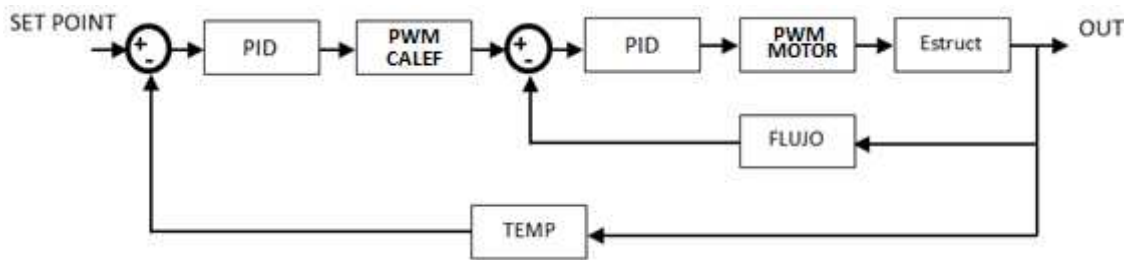 SET POINT
+
-
PID
PWM
CALEF
+
-
PID
PWM
MOTOR
Estruct
OUT
FLUJO
TEMP